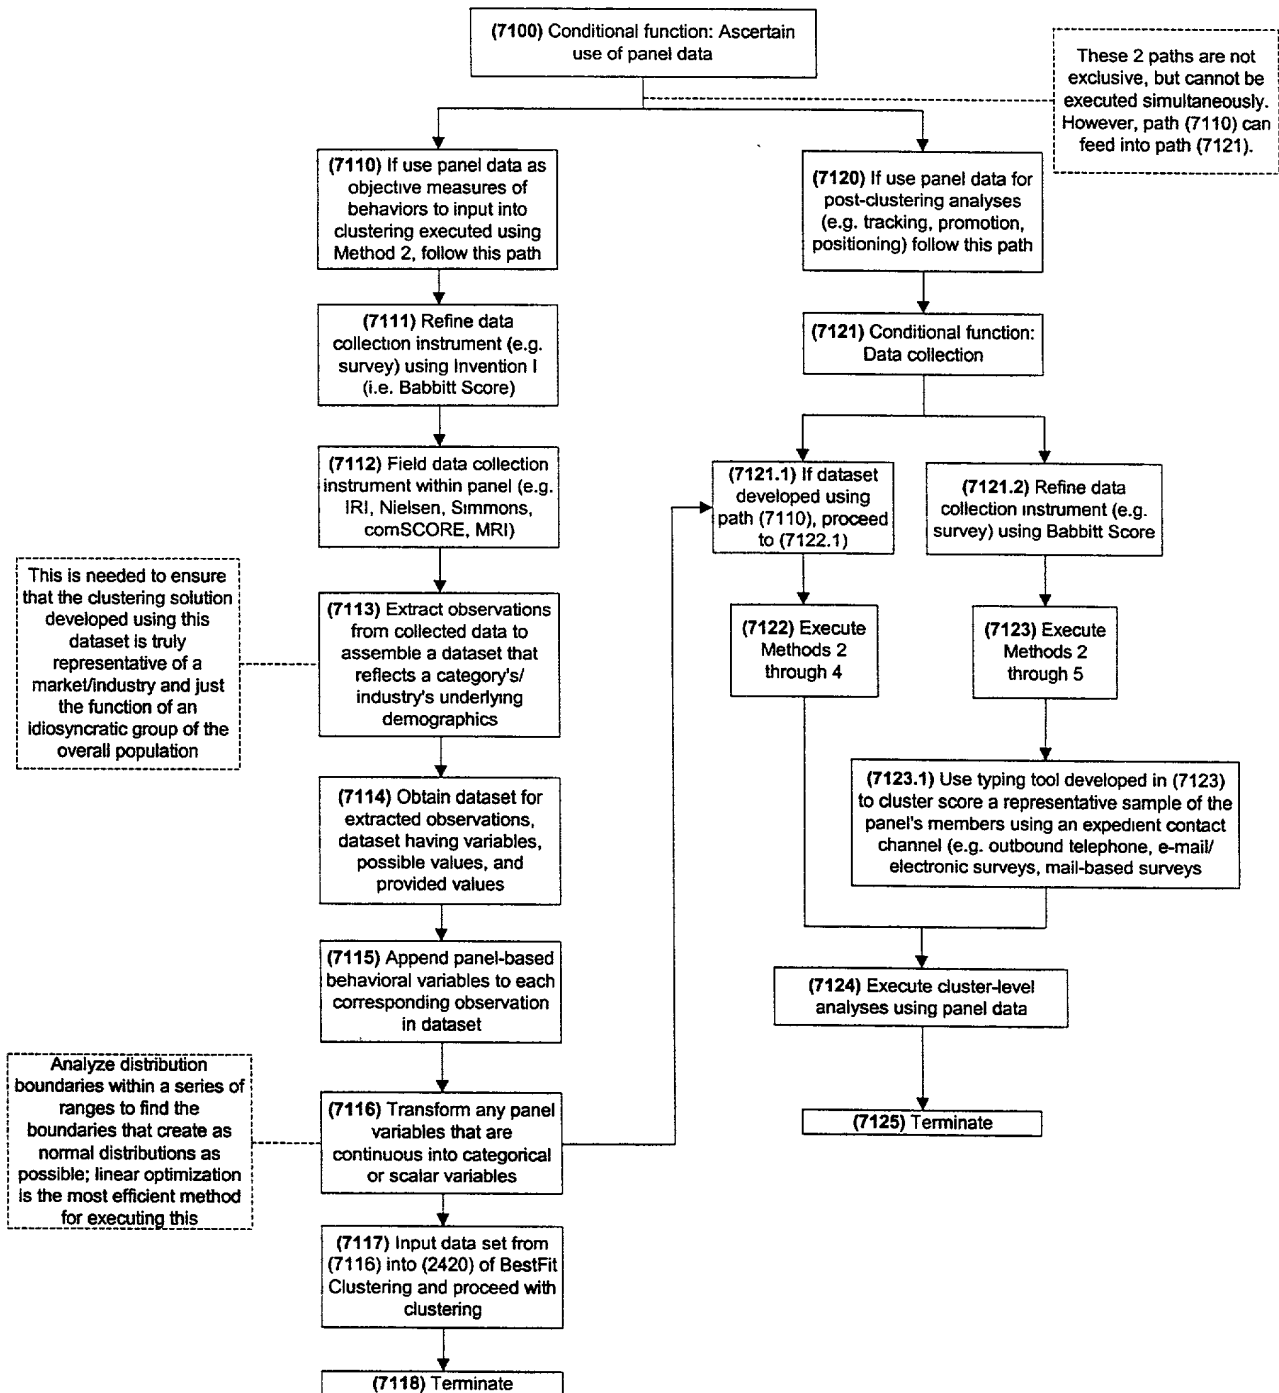 (7100) Conditional function: Ascertain
use of panel data
These 2 paths are not
exclusive, but cannot be
executed simultaneously.
However, path (7110) can
feed into path (7121).
(7110) If use panel data as
objective measures of
behaviors to input into
clustering executed using
Method 2, follow this path
(7120) If use panel data for
post-clustering analyses
(e.g. tracking, promotion,
positioning) follow this path
(7111) Refine data
collection instrument (e.g.
survey) using Invention I
(i.e. Babbitt Score)
(7121) Conditional function:
Data collection
(7112) Field data collection
instrument within panel (e.g.
IRI, Nielsen, Simmons,
comSCORE, MRI)
(7121.1) If dataset
developed using
path (7110), proceed
to (7122.1)
(7121.2) Refine data
collection instrument (e.g.
survey) using Babbitt Score
This is needed to ensure
that the clustering solution
developed using this
dataset is truly
representative of a
market/industry and just
the function of an
idiosyncratic group of the
overall population
(7113) Extract observations
from collected data to
assemble a dataset that
reflects a category's/
industry's underlying
demographics
(7122) Execute
Methods 2
through 4
(7123) Execute
Methods 2
through 5
(7114) Obtain dataset for
extracted observations,
dataset having variables,
possible values, and
provided values
(7123.1) Use typing tool developed in (7123)
to cluster score a representative sample of the
panel's members using an expedient contact
channel (e.g. outbound telephone, e-mail/
electronic surveys, mail-based surveys
(7115) Append panel-based
behavioral variables to each
corresponding observation
in dataset
(7124) Execute cluster-level
analyses using panel data
Analyze distribution
boundaries within a series of
ranges to find the
boundaries that create as
normal distributions as
possible; linear optimization
is the most efficient method
for executing this
(7116) Transform any panel
variables that are
continuous into categorical
or scalar variables
(7125) Terminate
(7117) Input data set from
(7116) into (2420) of BestFit
Clustering and proceed with
clustering
(7118) Terminate